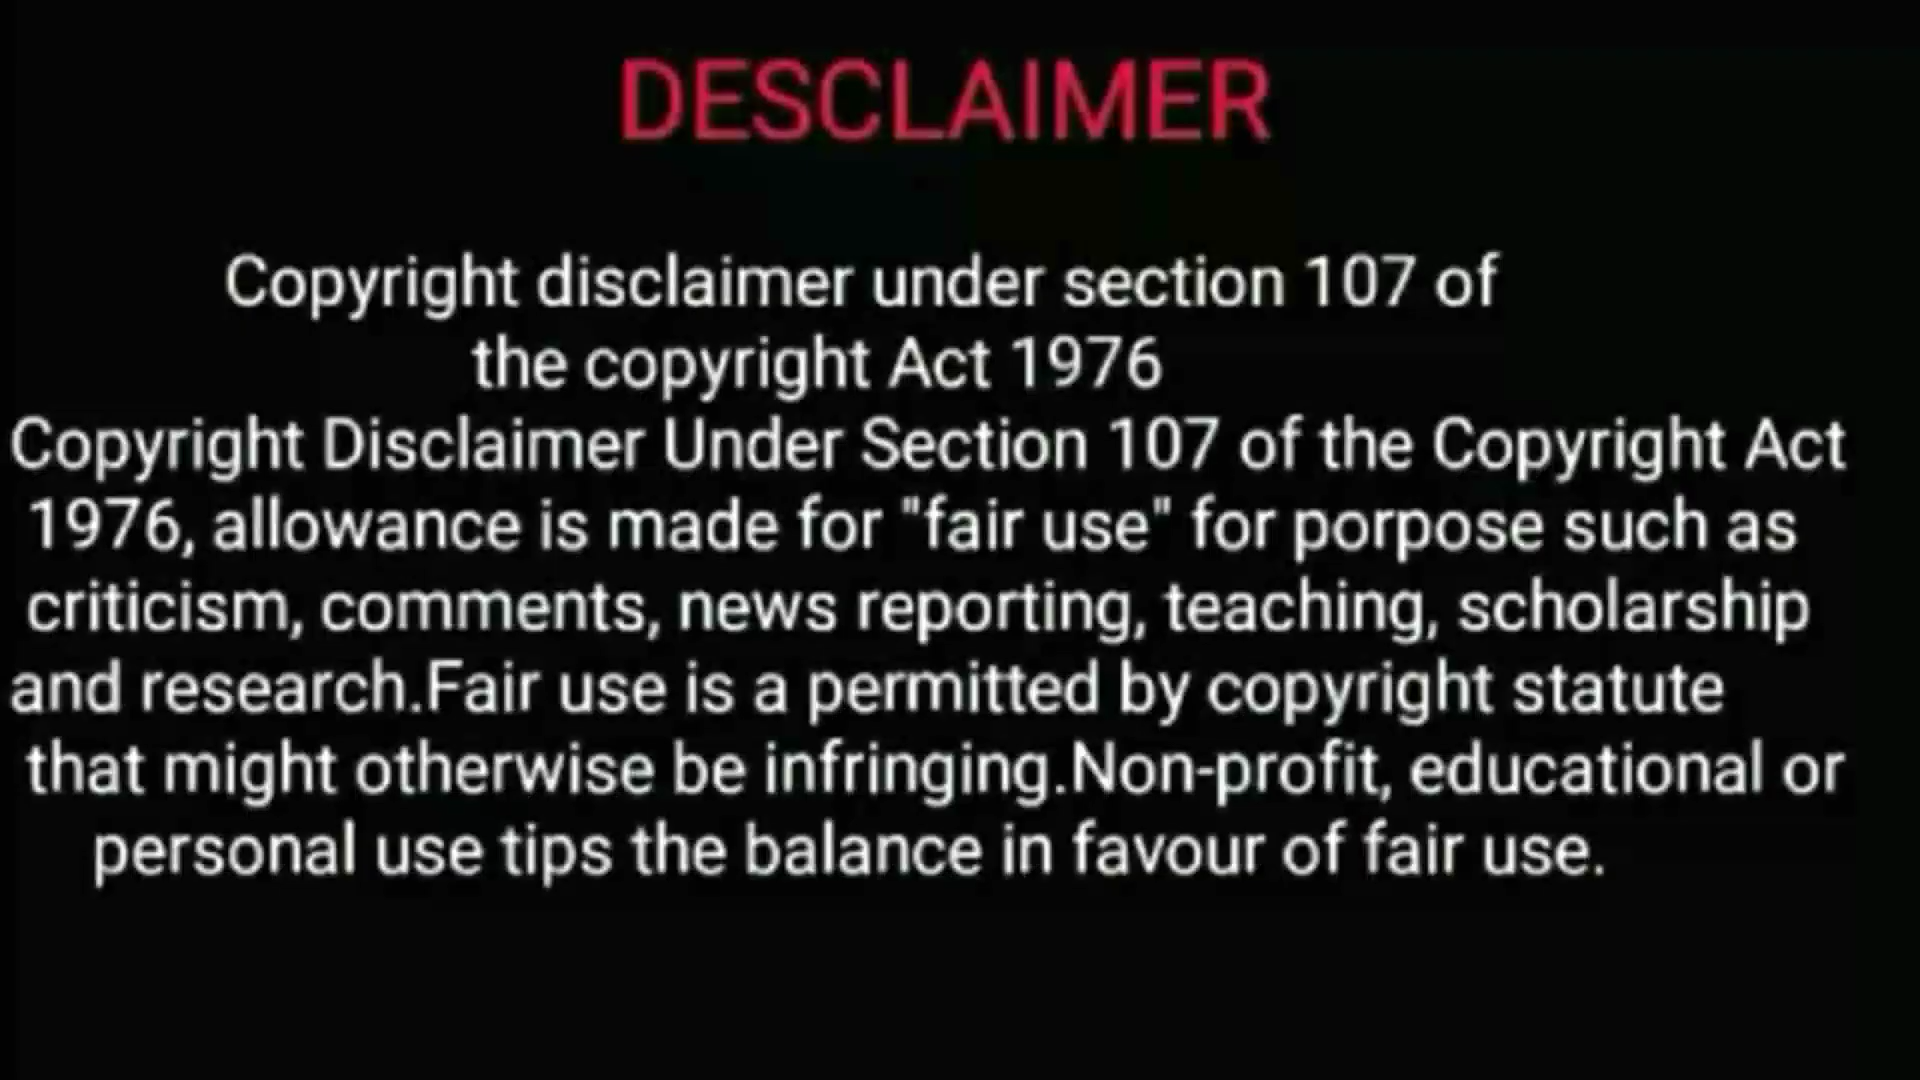 DESCLAIMER
Copyright disclaimer under section 107 of
the copyright Act 1976
Copyright Disclaimer Under Section 107 of the Copyright Act
1976, allowance is made for "fair use" for porpose such as
criticism, comments, news reporting, teaching, scholarship
and research.Fair use is a permitted by copyright statute
that might otherwise be infringing.Non-profit, educational or
personal use tips the balance in favour of fair use.